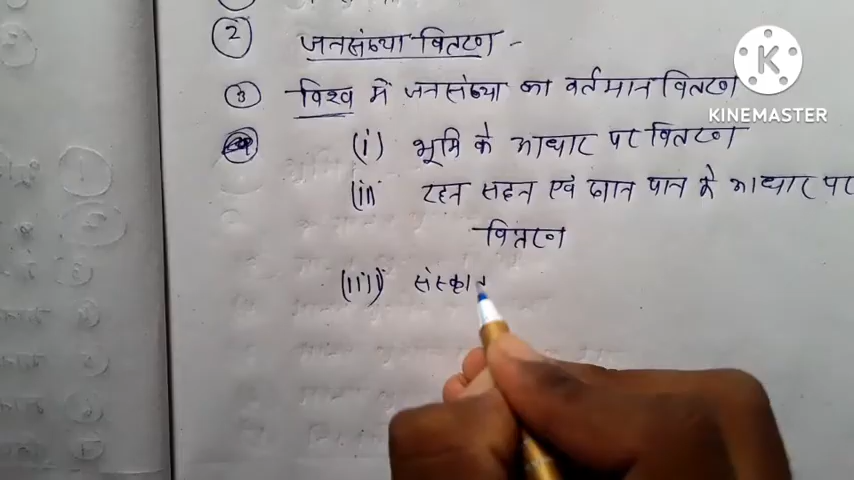 ② जनसंख्या वितरण -
③ विश्व में जनसंख्या का वर्तमान वितरण
(i) भूमि के आधार पर वितरण
(ii) रहन सहन एवं खान पान के आधार पर
वितरण
(iii) संस्कार
KINEMASTER